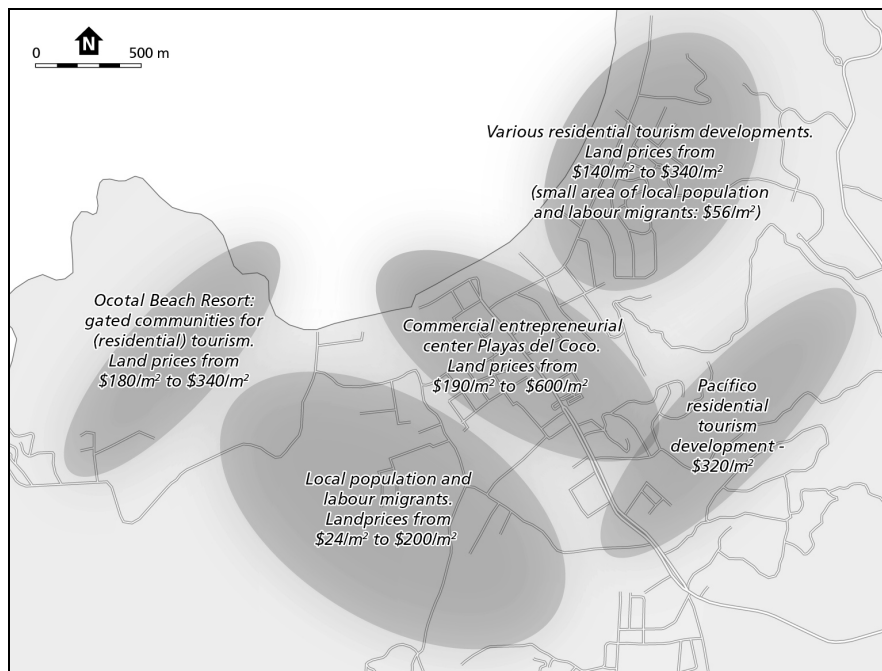 0
N
500 m
Various residential tourism developments.
Land prices from
$140/m² to $340/m²
(small area of local population
and labour migrants: $56/m²)
Ocotal Beach Resort:
gated communities for
(residential) tourism.
Land prices from
$180/m² to $340/m²
Commercial entrepreneurial
center Playas del Coco.
Land prices from
$190/m² to $600/m²
Pacífico
residential
tourism
development -
$320/m²
Local population and
labour migrants.
Landprices from
$24/m² to $200/m²